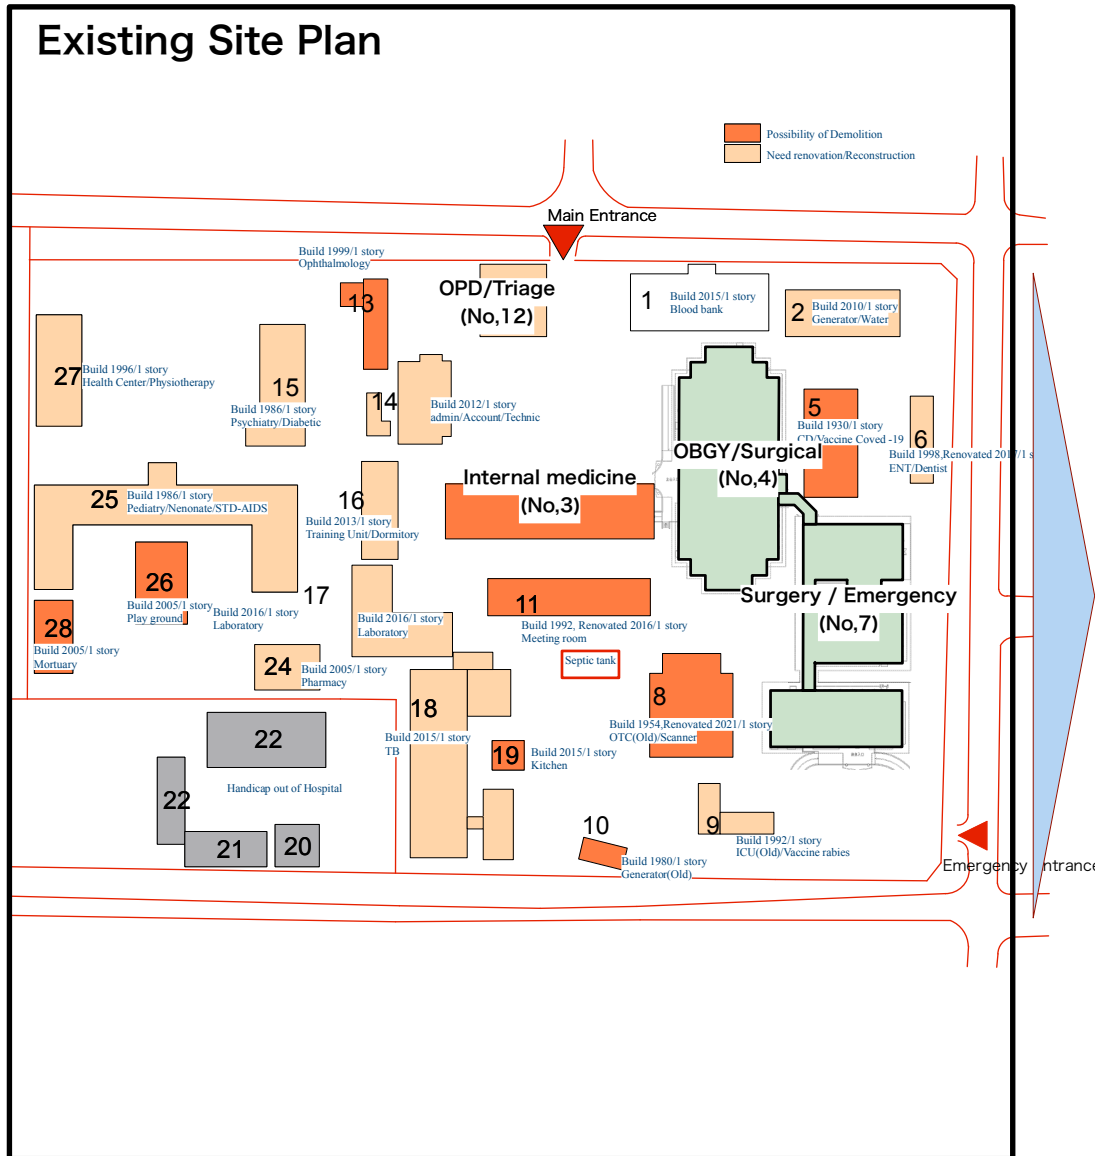 Existing Site Plan
Possibility of Demolition
Need renovation/Reconstruction
Main Entrance
Build 1999/1 story
Ophthalmology
13
OPD/Triage
(No,12)
1
Build 2015/1 story
Blood bank
2
Build 2010/1 story
Generator/Water
27
Build 1996/1 story
Health Center/Physiotherapy
15
Build 1986/1 story
Psychiatry/Diabetic
14
Build 2012/1 story
admin/Account/Technic
5
Build 1930/1 story
CD/Vaccine Coved -19
6
Build 1998,Renovated 2017/1 s
ENT/Dentist
OBGY/Surgical
(No,4)
Internal medicine
(No,3)
25
Build 1986/1 story
Pediatry/Nenonate/STD-AIDS
16
Build 2013/1 story
Training Unit/Dormitory
26
Build 2005/1 story
Play ground
17
Build 2016/1 story
Laboratory
Build 2016/1 story
Laboratory
11
Build 1992, Renovated 2016/1 story
Meeting room
Surgery / Emergency
(No,7)
28
Build 2005/1 story
Mortuary
24
Build 2005/1 story
Pharmacy
Septic tank
18
Build 2015/1 story
TB
8
Build 1954,Renovated 2021/1 story
OTC(Old)/Scanner
22
19
Build 2015/1 story
Kitchen
22
Handicap out of Hospital
21
20
10
Build 1980/1 story
Generator(Old)
9
Build 1992/1 story
ICU(Old)/Vaccine rabies
Emergency ntrance